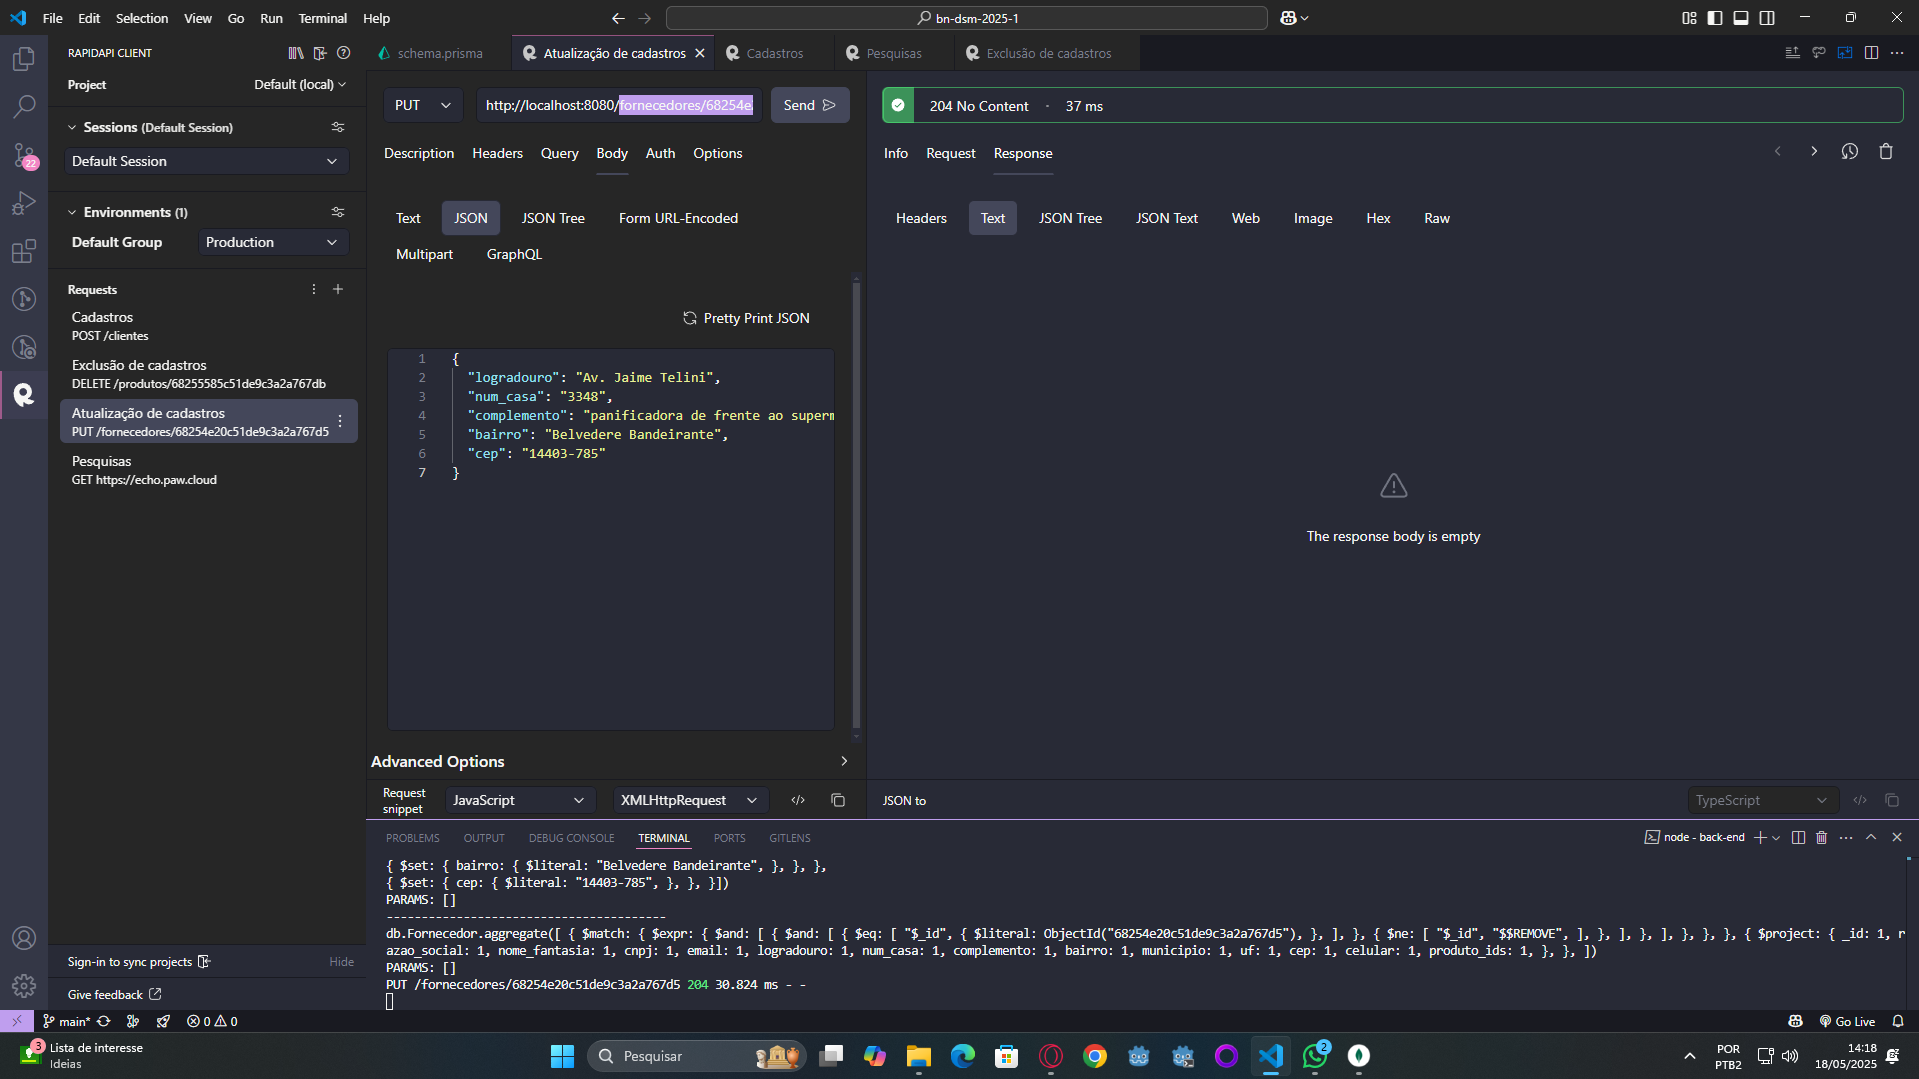 File Edit Selection View Go Run Terminal Help
bn-dsm-2025-1
RAPIDAPI CLIENT
Project Default (local)
Sessions (Default Session)
Default Session
Environments (1)
Default Group Production
Requests
Cadastros
POST /clientes
Exclusão de cadastros
DELETE /produtos/68255585c51de9c3a2a767db
Atualização de cadastros
PUT /fornecedores/68254e20c51de9c3a2a767d5
Pesquisas
GET https://echo.paw.cloud
Sign-in to sync projects Hide
Give feedback
22
schema.prisma Atualização de cadastros Cadastros Pesquisas Exclusão de cadastros
PUT http://localhost:8080/fornecedores/68254e Send
Description Headers Query Body Auth Options
Text JSON JSON Tree Form URL-Encoded
Multipart GraphQL
Pretty Print JSON
1 {
2 "logradouro": "Av. Jaime Telini",
3 "num_casa": "3348",
4 "complemento": "panificadora de frente ao superm
5 "bairro": "Belvedere Bandeirante",
6 "cep": "14403-785"
7 }
Advanced Options
Request snippet JavaScript XMLHttpRequest
204 No Content · 37 ms
Info Request Response
Headers Text JSON Tree JSON Text Web Image Hex Raw
The response body is empty
JSON to TypeScript
PROBLEMS OUTPUT DEBUG CONSOLE TERMINAL PORTS GITLENS
node - back-end
{ $set: { bairro: { $literal: "Belvedere Bandeirante", }, }, },
{ $set: { cep: { $literal: "14403-785", }, }, }])
PARAMS: []
----------------------------------------
db.Fornecedor.aggregate([ { $match: { $expr: { $and: [ { $and: [ { $eq: [ "$_id", { $literal: ObjectId("68254e20c51de9c3a2a767d5"), }, ], }, { $ne: [ "$_id", "$$REMOVE", ], }, ], }, ], }, }, }, { $project: { _id: 1, r
azao_social: 1, nome_fantasia: 1, cnpj: 1, email: 1, logradouro: 1, num_casa: 1, complemento: 1, bairro: 1, municipio: 1, uf: 1, cep: 1, celular: 1, produto_ids: 1, }, }, ])
PARAMS: []
PUT /fornecedores/68254e20c51de9c3a2a767d5 204 30.824 ms - -
main* 0 0 Go Live
3
Lista de interesse
Ideias
Pesquisar
2
POR
PTB2
14:18
18/05/2025